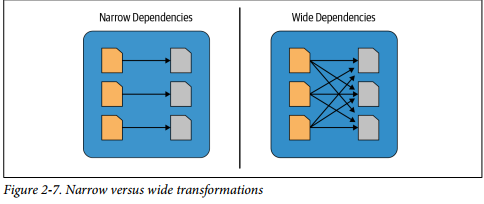 Narrow Dependencies
Wide Dependencies
Figure 2-7. Narrow versus wide transformations